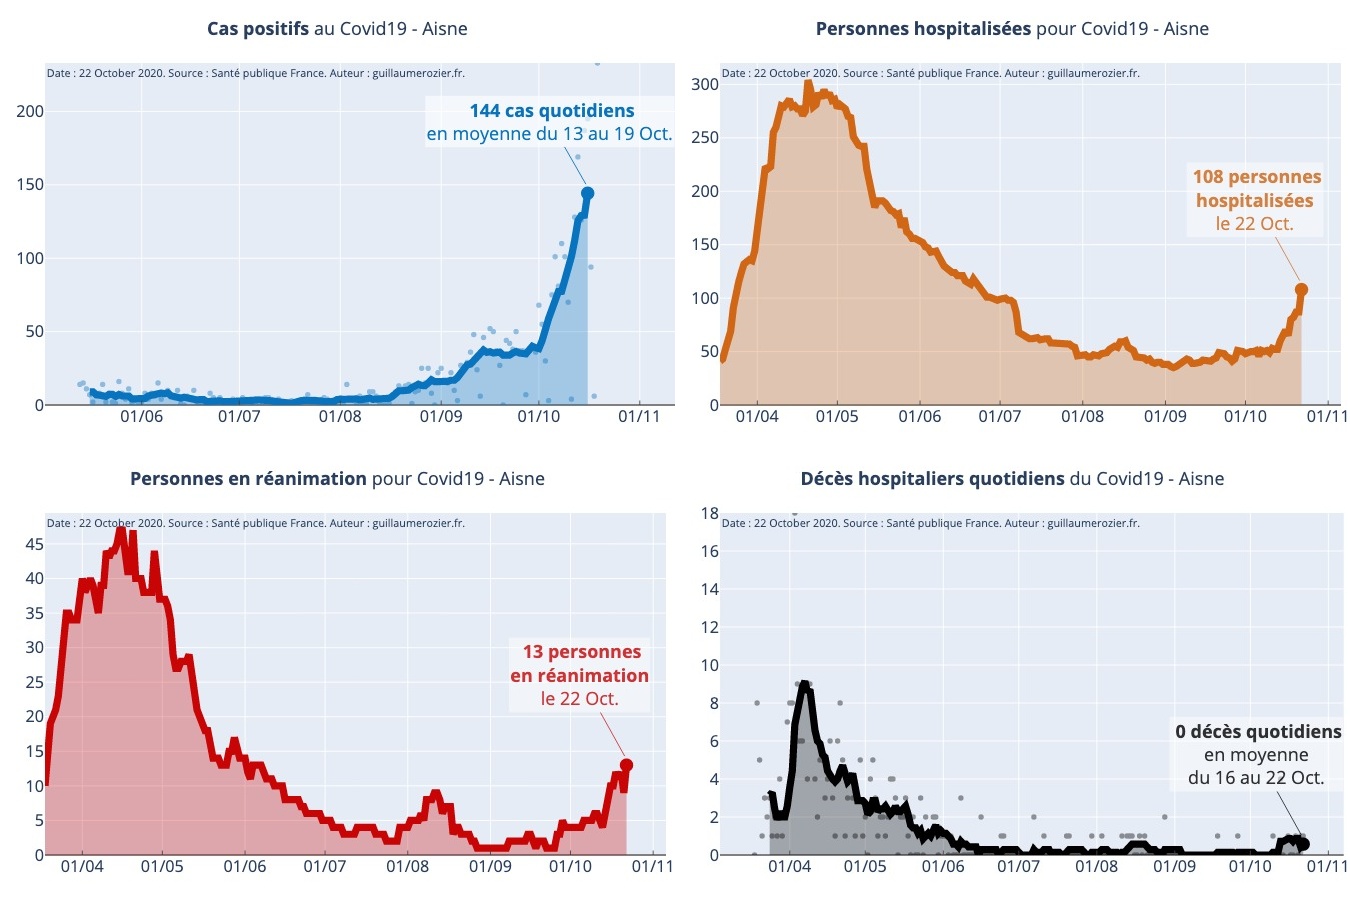 Cas positifs au Covid19 - Aisne
Date : 22 October 2020. Source : Santé publique France. Auteur : guillaumerozier.fr.
144 cas quotidiens
en moyenne du 13 au 19 Oct.
200
150
100
50
0
01/06 01/07 01/08 01/09 01/10 01/11
Personnes hospitalisées pour Covid19 - Aisne
Date : 22 October 2020. Source : Santé publique France. Auteur : guillaumerozier.fr.
300
250
200
150
100
50
0
108 personnes
hospitalisées
le 22 Oct.
01/04 01/05 01/06 01/07 01/08 01/09 01/10 01/11
Personnes en réanimation pour Covid19 - Aisne
Date : 22 October 2020. Source : Santé publique France. Auteur : guillaumerozier.fr.
45
40
35
30
25
20
15
10
5
0
13 personnes
en réanimation
le 22 Oct.
01/04 01/05 01/06 01/07 01/08 01/09 01/10 01/11
Décès hospitaliers quotidiens du Covid19 - Aisne
Date : 22 October 2020. Source : Santé publique France. Auteur : guillaumerozier.fr.
18
16
14
12
10
8
6
4
2
0
0 décès quotidiens
en moyenne
du 16 au 22 Oct.
01/04 01/05 01/06 01/07 01/08 01/09 01/10 01/11